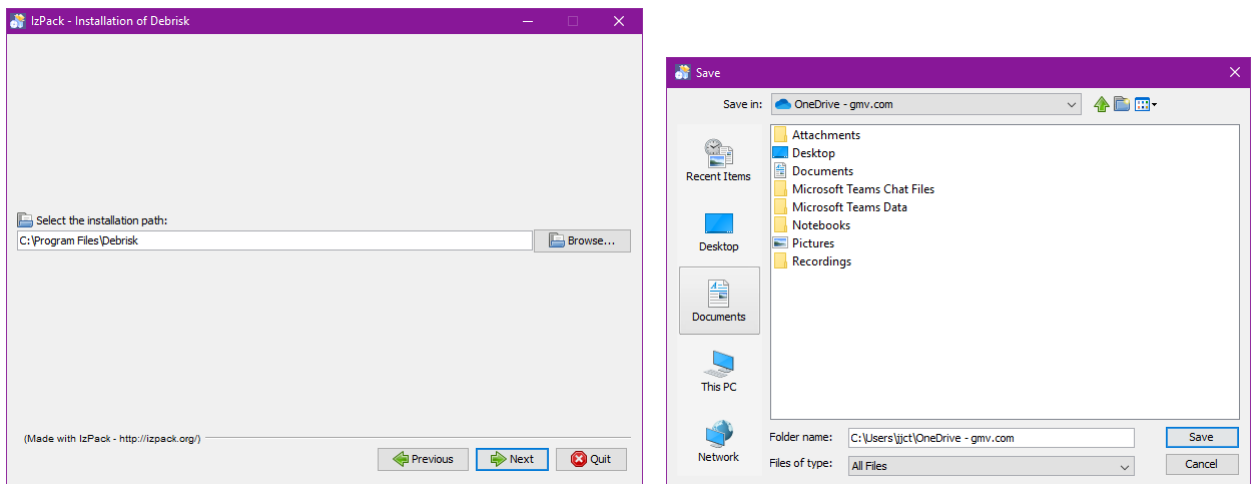 IzPack - Installation of Debrisk
Select the installation path:
C:\Program Files\Debrisk
Browse...
(Made with IzPack - http://izpack.org/)
Previous
Next
Quit
Save
Save in:
OneDrive - gmv.com
Recent Items
Desktop
Documents
This PC
Network
Attachments
Desktop
Documents
Microsoft Teams Chat Files
Microsoft Teams Data
Notebooks
Pictures
Recordings
Folder name:
C:\Users\jjct\OneDrive - gmv.com
Save
Files of type:
All Files
Cancel